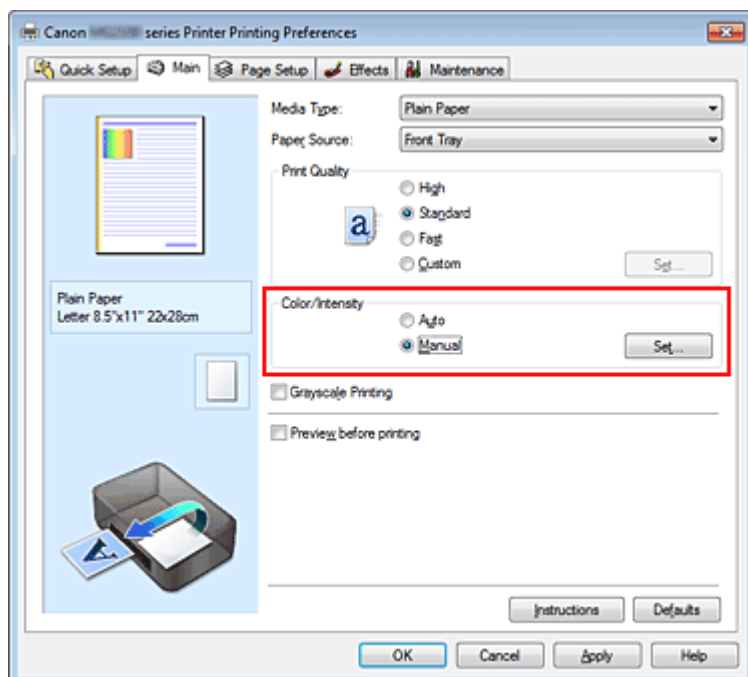 Canon series Printer Printing Preferences
Quick Setup Main Page Setup Effects Maintenance
Media Type: Plain Paper
Paper Source: Front Tray
Print Quality
High
Standard
a
Fast
Custom Set...
Plain Paper
Letter 8.5"x11" 22x28cm
Color/Intensity
Auto
Manual Set...
Grayscale Printing
Preview before printing
A
Instructions Defaults
OK Cancel Apply Help